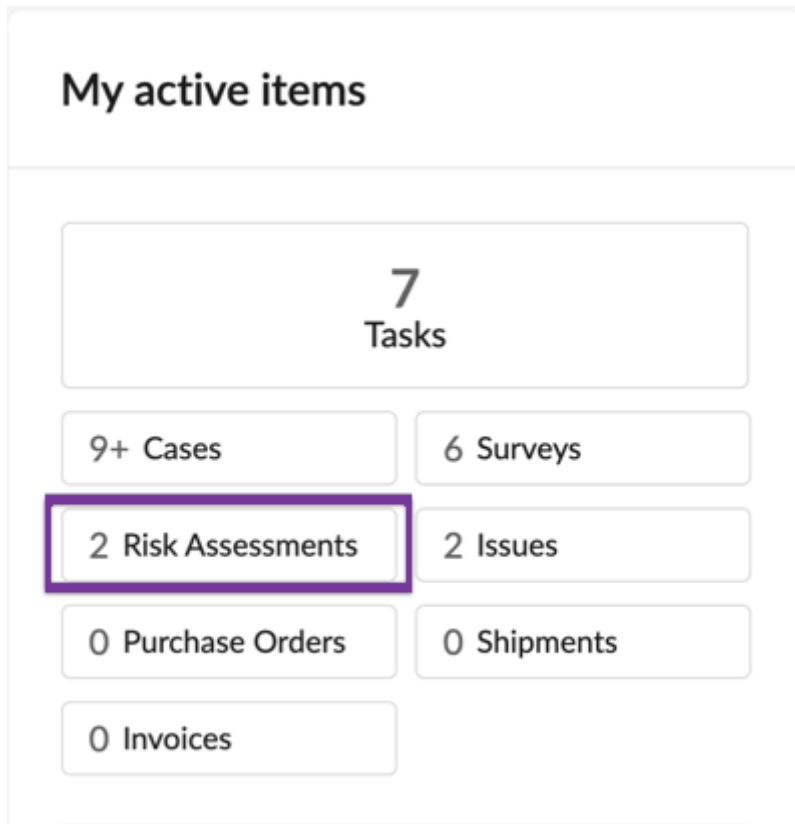 My active items
7
Tasks
9+ Cases
6 Surveys
2 Risk Assessments
2 Issues
0 Purchase Orders
0 Shipments
0 Invoices